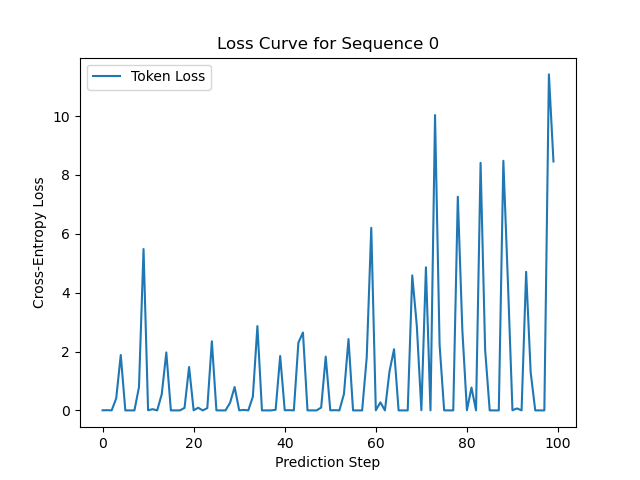 Loss Curve for Sequence 0
Token Loss
10
8
6
4
2
0
Cross-Entropy Loss
0 20 40 60 80 100
Prediction Step